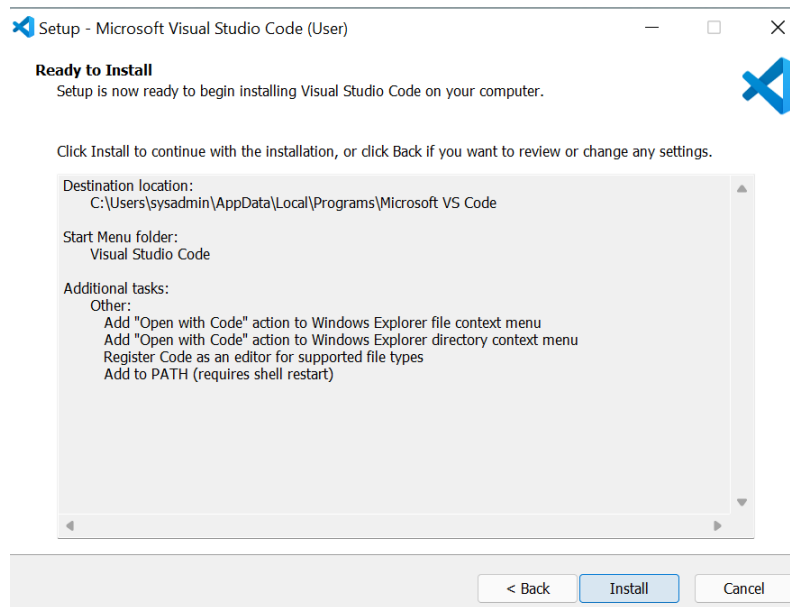 Setup - Microsoft Visual Studio Code (User)
Ready to Install
Setup is now ready to begin installing Visual Studio Code on your computer.
Click Install to continue with the installation, or click Back if you want to review or change any settings.
Destination location:
C:\Users\sysadmin\AppData\Local\Programs\Microsoft VS Code
Start Menu folder:
Visual Studio Code
Additional tasks:
Other:
Add "Open with Code" action to Windows Explorer file context menu
Add "Open with Code" action to Windows Explorer directory context menu
Register Code as an editor for supported file types
Add to PATH (requires shell restart)
< Back
Install
Cancel